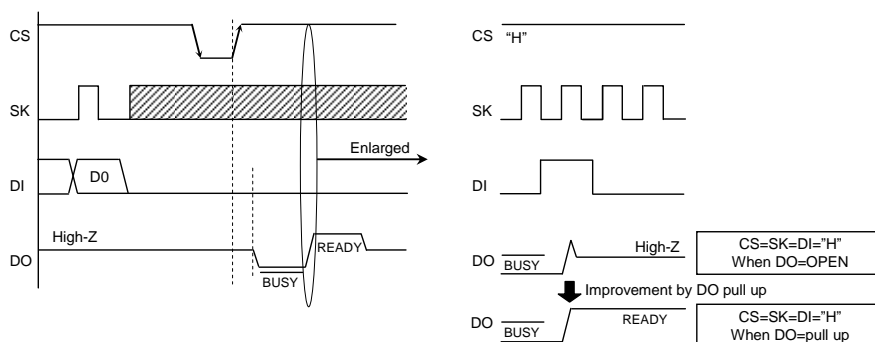 CS
SK
DI
D0
DO
High-Z
BUSY
READY
Enlarged
CS
"H"
SK
DI
DO
BUSY
High-Z
CS=SK=DI="H"
When DO=OPEN
Improvement by DO pull up
DO
BUSY
READY
CS=SK=DI="H"
When DO=pull up